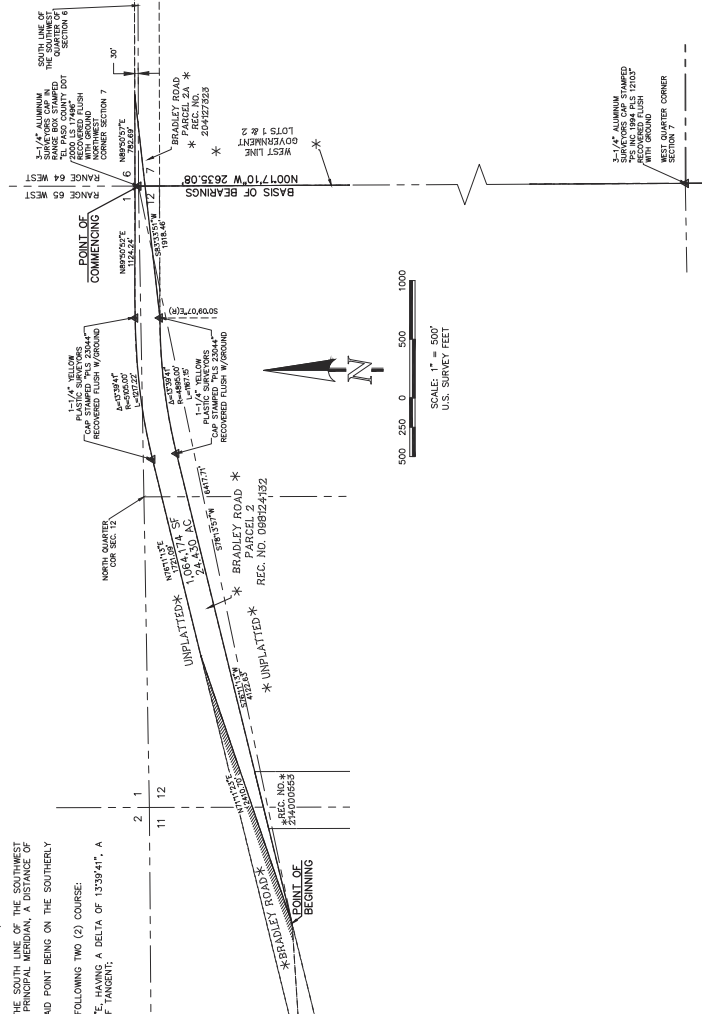 THE SOUTH LINE OF THE SOUTHWEST
PRINCIPAL MERIDIAN, A DISTANCE OF
AID POINT BEING ON THE SOUTHERLY
FOLLOWING TWO (2) COURSE:
'E, HAVING A DELTA OF 13°39'41", A
F TANGENT;
2
1
11
12
NORTH QUARTER
COR SEC. 12
1-1/4" YELLOW
PLASTIC SURVEYORS
CAP STAMPED "PLS 23044"
RECOVERED FLUSH W/GROUND
Δ=13°39'41"
R=5105.00'
L=1217.22'
Δ=13°39'41"
R=4895.00'
L=1167.15'
1-1/4" YELLOW
PLASTIC SURVEYORS
CAP STAMPED "PLS 23044"
RECOVERED FLUSH W/GROUND
N89°50'52"E
1124.24'
POINT OF
COMMENCING
RANGE 65 WEST
RANGE 64 WEST
1
6
12
7
N89°50'57"E
782.69'
3-1/4" ALUMINUM
SURVEYORS CAP IN
RANGE BOX STAMPED
"EL PASO COUNTY DOT
2000 LS 17496"
RECOVERED FLUSH
WITH GROUND
NORTHWEST
CORNER SECTION 7
30'
SOUTH LINE OF
THE SOUTHWEST
QUARTER OF
SECTION 6
BRADLEY ROAD
PARCEL 2A *
REC. NO.
204127323
*
S83°33'51"W
1918.46'
S0°09'07"E(R)
BASIS OF BEARINGS
N00°17'10"W 2635.08'
WEST LINE
GOVERNMENT
LOTS 1 & 2
*
*
3-1/4" ALUMINUM
SURVEYORS CAP STAMPED
"PS INC 1994 PLS 12103"
RECOVERED FLUSH
WITH GROUND
WEST QUARTER CORNER
SECTION 7
N76°11'13"E
1721.09'
1,064,174 SF
24.430 AC
UNPLATTED*
* BRADLEY ROAD *
PARCEL 2
REC. NO. 098124132
S78°13'57"W
6417.71'
S76°11'13"W
4122.63'
* UNPLATTED*
N71°11'23"E
2410.70'
*REC. NO.*
214000553
*BRADLEY ROAD*
POINT OF
BEGINNING
N
500
250
0
500
1000
SCALE: 1" = 500'
U.S. SURVEY FEET